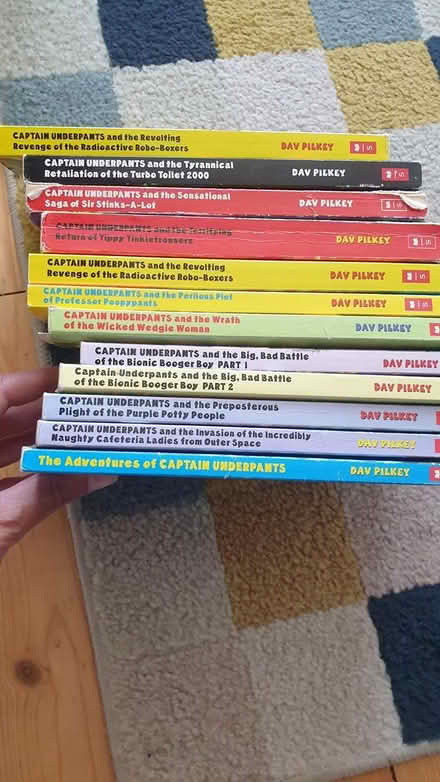 CAPTAIN UNDERPANTS and the Revolting
Revenge of the Radioactive Robo-Boxers
DAV PILKEY
CAPTAIN UNDERPANTS and the Tyrannical
Retaliation of the Turbo Toilet 2000
DAV PILKEY
CAPTAIN UNDERPANTS and the Sensational
Saga of Sir Stinks-A-Lot
DAV PILKEY
CAPTAIN UNDERPANTS and the Terrifying
Return of Tippy Tinkletrousers
DAV PILKEY
CAPTAIN UNDERPANTS and the Revolting
Revenge of the Radioactive Robo-Boxers
DAV PILKEY
CAPTAIN UNDERPANTS and the Perilous Plot
of Professor Poopypants
DAV PILKEY
CAPTAIN UNDERPANTS and the Wrath
of the Wicked Wedgie Woman
DAV PILKEY
CAPTAIN UNDERPANTS and the Big, Bad Battle
of the Bionic Booger Boy PART 1
DAV PILKEY
Captain Underpants and the Big, Bad Battle
of the Bionic Booger Boy PART 2
DAV PILKEY
CAPTAIN UNDERPANTS and the Preposterous
Plight of the Purple Potty People
DAV PILKEY
CAPTAIN UNDERPANTS and the Invasion of the Incredibly
Naughty Cafeteria Ladies from Outer Space
DAV PILKEY
The Adventures of CAPTAIN UNDERPANTS
DAV PILKEY